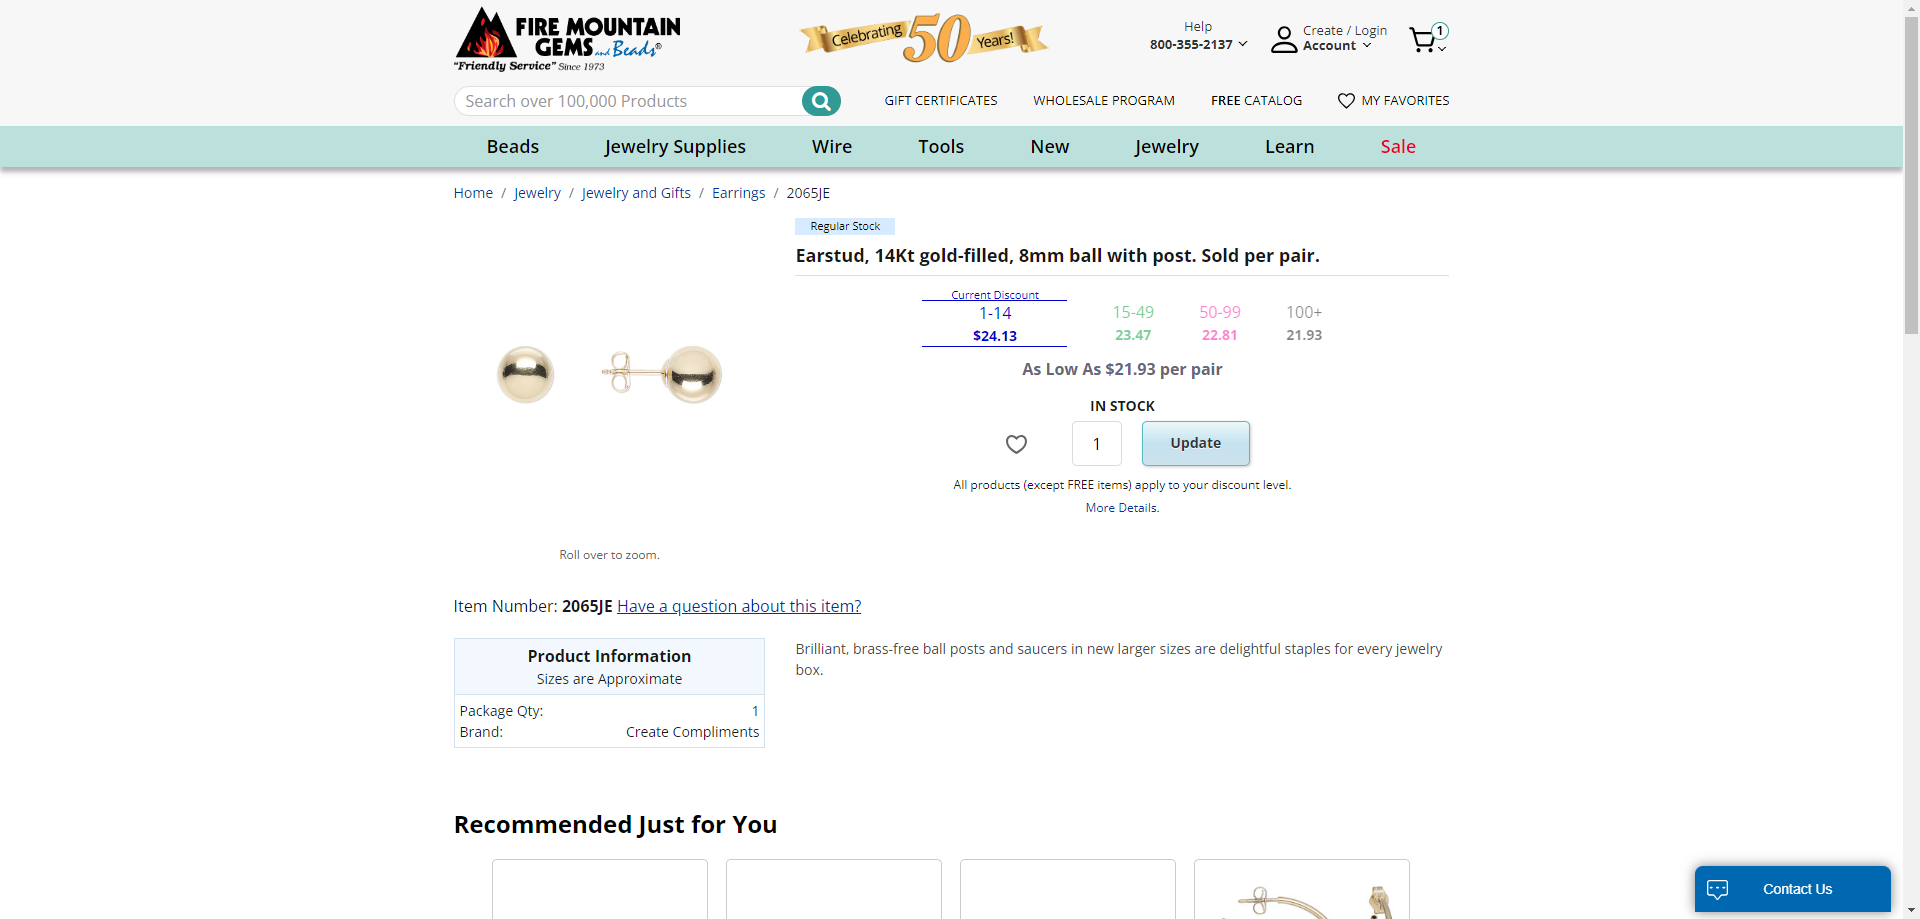 FIRE MOUNTAIN
GEMS and Beads®
"Friendly Service" Since 1973
Celebrating 50 Years!
Help
800-355-2137
Create / Login
Account
1
Search over 100,000 Products
GIFT CERTIFICATES
WHOLESALE PROGRAM
FREE CATALOG
MY FAVORITES
Beads
Jewelry Supplies
Wire
Tools
New
Jewelry
Learn
Sale
Home / Jewelry / Jewelry and Gifts / Earrings / 2065JE
Regular Stock
Earstud, 14Kt gold-filled, 8mm ball with post. Sold per pair.
Current Discount
1-14 15-49 50-99 100+
$24.13 23.47 22.81 21.93
As Low As $21.93 per pair
IN STOCK
1
Update
All products (except FREE items) apply to your discount level.
More Details.
Roll over to zoom.
Item Number: 2065JE Have a question about this item?
Product Information
Sizes are Approximate
Package Qty: 1
Brand: Create Compliments
Brilliant, brass-free ball posts and saucers in new larger sizes are delightful staples for every jewelry
box.
Recommended Just for You
Contact Us